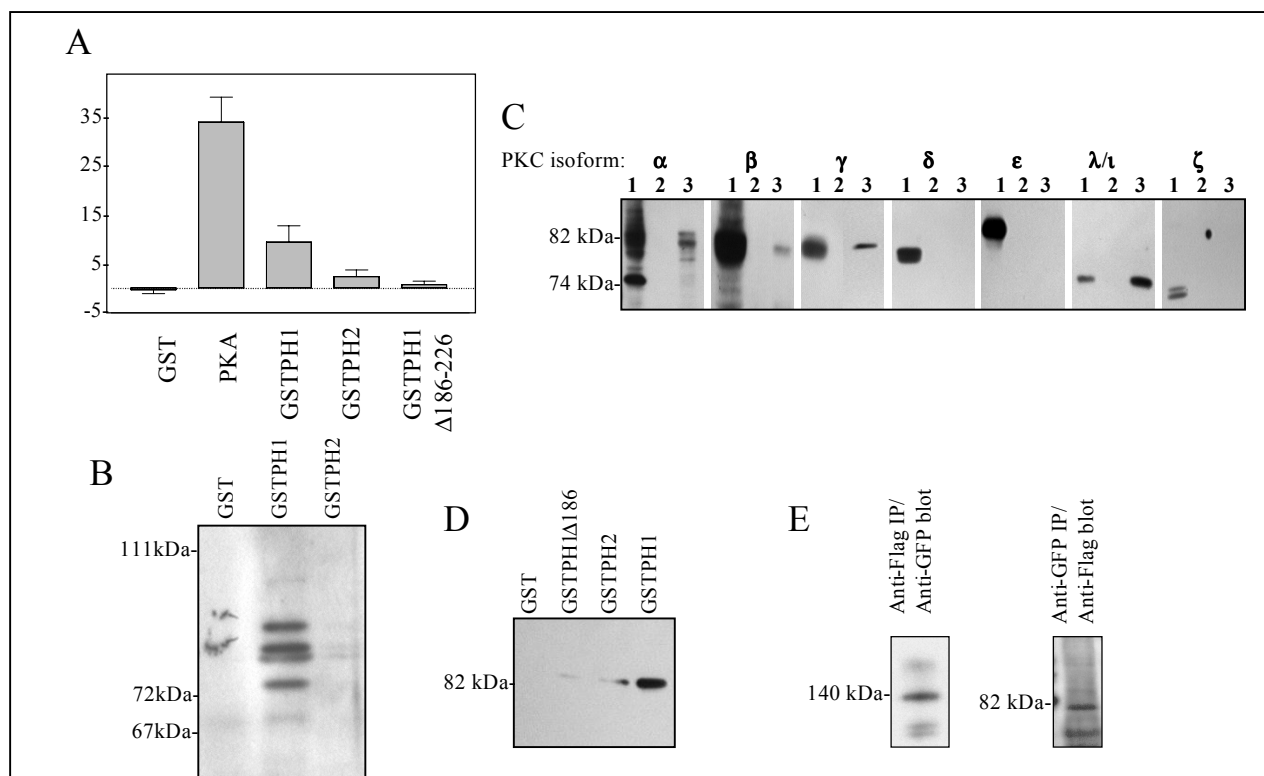 A
35
25
15
5
-5
GST
PKA
GSTPH1
GSTPH2
GSTPH1
Δ186-226
B
GST
GSTPH1
GSTPH2
111kDa-
72kDa-
67kDa-
C
PKC isoform: α β γ δ ε λ/ι ζ
1 2 3 1 2 3 1 2 3 1 2 3 1 2 3 1 2 3 1 2 3
82 kDa-
74 kDa-
D
GST
GSTPH1Δ186
GSTPH2
GSTPH1
82 kDa-
E
Anti-Flag IP/
Anti-GFP blot
140 kDa-
Anti-GFP IP/
Anti-Flag blot
82 kDa-